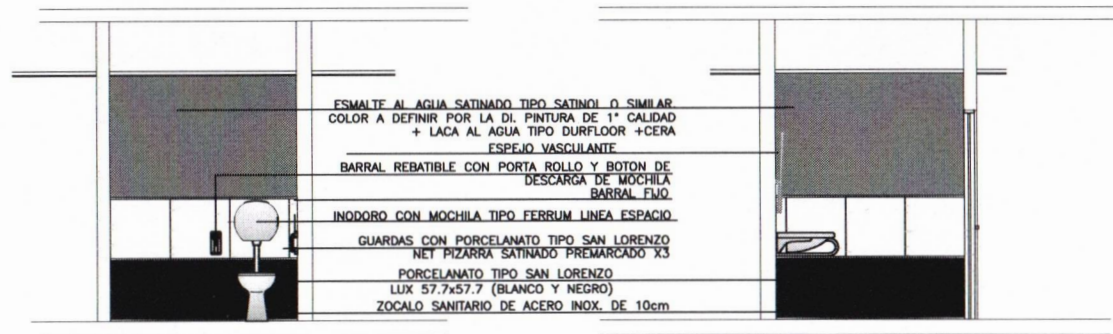 ESMALTE AL AGUA SATINADO TIPO SATINOL O SIMILAR.
COLOR A DEFINIR POR LA DI. PINTURA DE 1° CALIDAD
+ LACA AL AGUA TIPO DURFLOOR +CERA
ESPEJO VASCULANTE
BARRAL REBATIBLE CON PORTA ROLLO Y BOTON DE
DESCARGA DE MOCHILA
BARRAL FIJO
INODORO CON MOCHILA TIPO FERRUM LINEA ESPACIO
GUARDAS CON PORCELANATO TIPO SAN LORENZO
NET PIZARRA SATINADO PREMARCADO X3
PORCELANATO TIPO SAN LORENZO
LUX 57.7x57.7 (BLANCO Y NEGRO)
ZOCALO SANITARIO DE ACERO INOX. DE 10cm